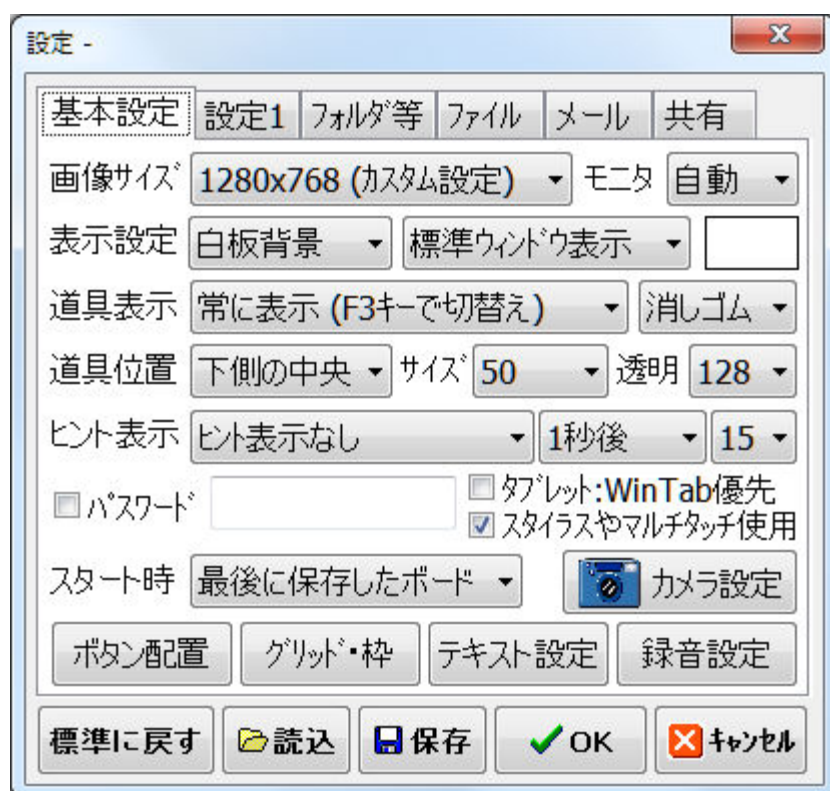 設定 -
基本設定 設定1 フォルダ等 ファイル メール 共有
画像サイズ 1280x768 (カスタム設定) モニタ 自動
表示設定 白板背景 標準ウィンドウ表示
道具表示 常に表示 (F3キーで切替え) 消しゴム
道具位置 下側の中央 サイズ 50 透明 128
ヒント表示 ヒント表示なし 1秒後 15
パスワード タブレット:WinTab優先
スタイラスやマルチタッチ使用
スタート時 最後に保存したボード カメラ設定
ボタン配置 グリッド・枠 テキスト設定 録音設定
標準に戻す 読込 保存 OK キャンセル